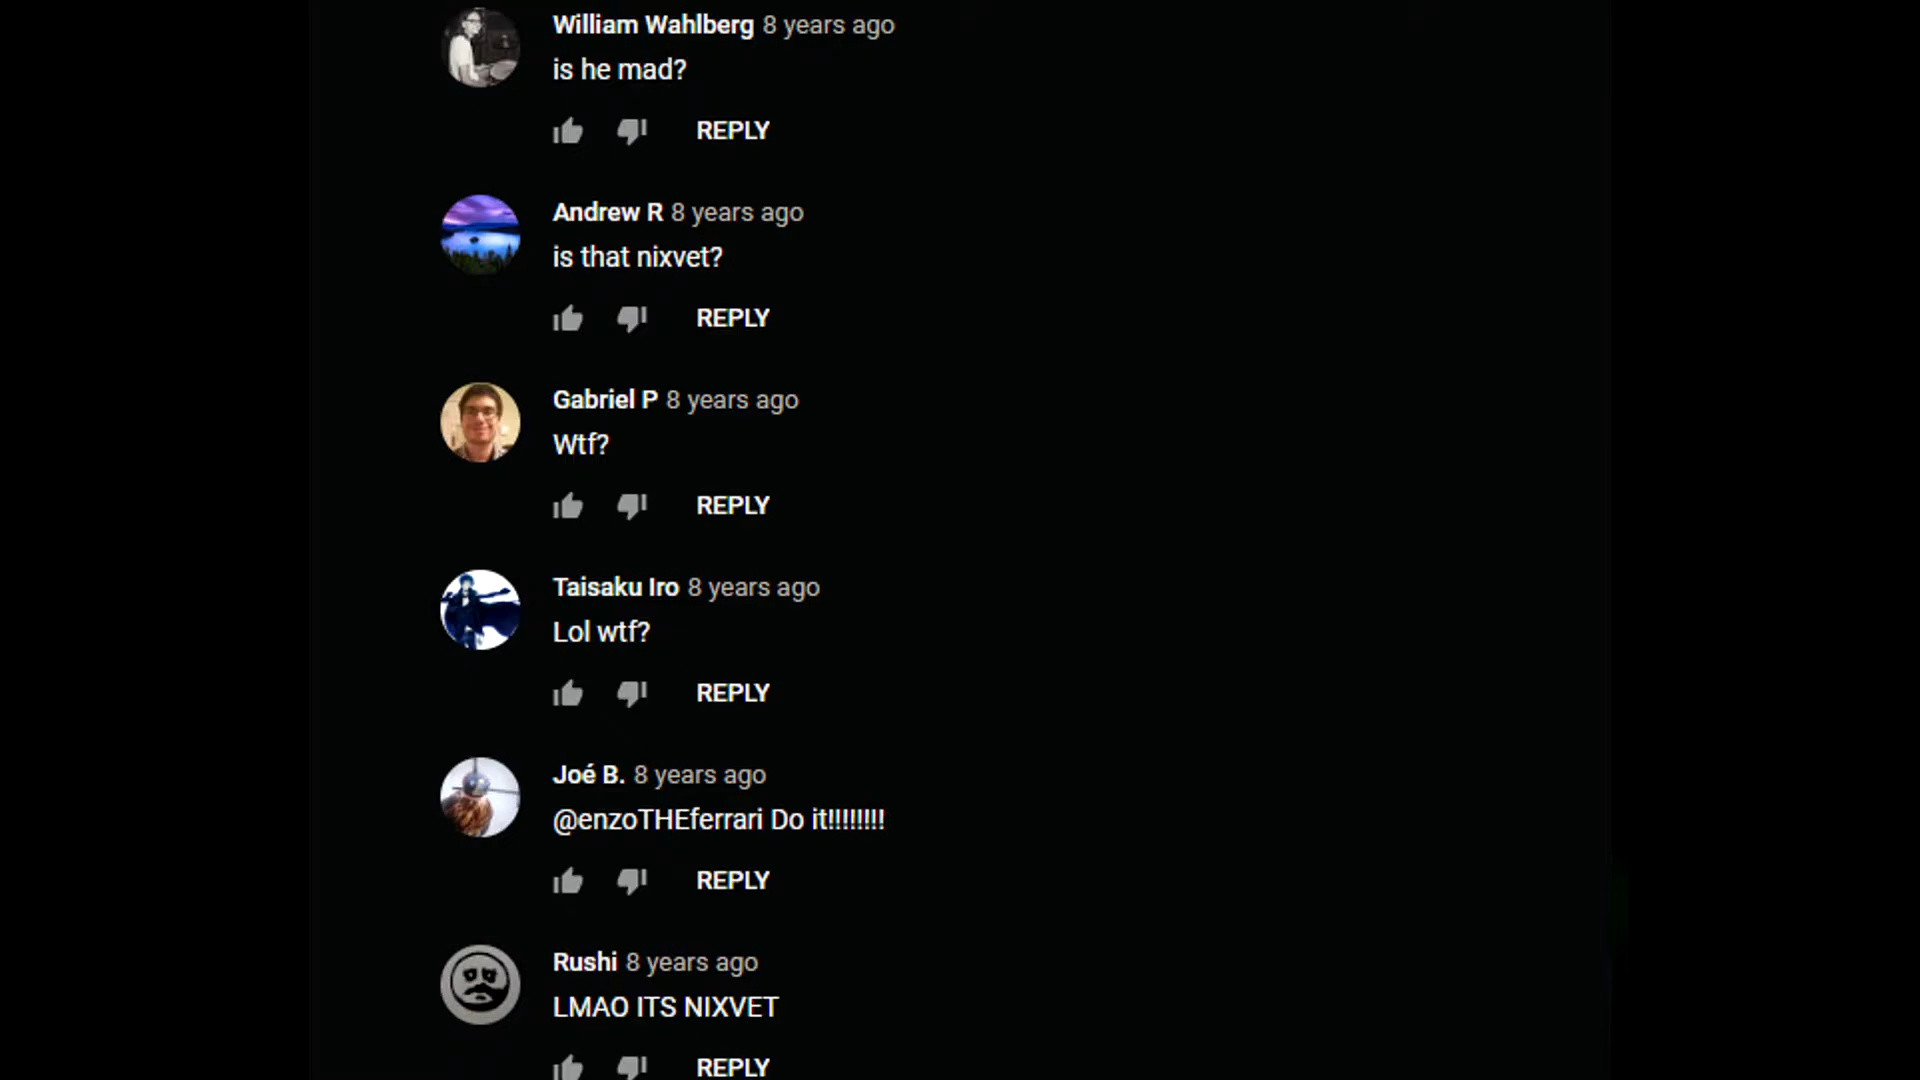 William Wahlberg 8 years ago
is he mad?
REPLY
Andrew R 8 years ago
is that nixvet?
REPLY
Gabriel P 8 years ago
Wtf?
REPLY
Taisaku Iro 8 years ago
Lol wtf?
REPLY
Joé B. 8 years ago
@enzoTHEferrari Do it!!!!!!!!
REPLY
Rushi 8 years ago
LMAO ITS NIXVET
REPLY